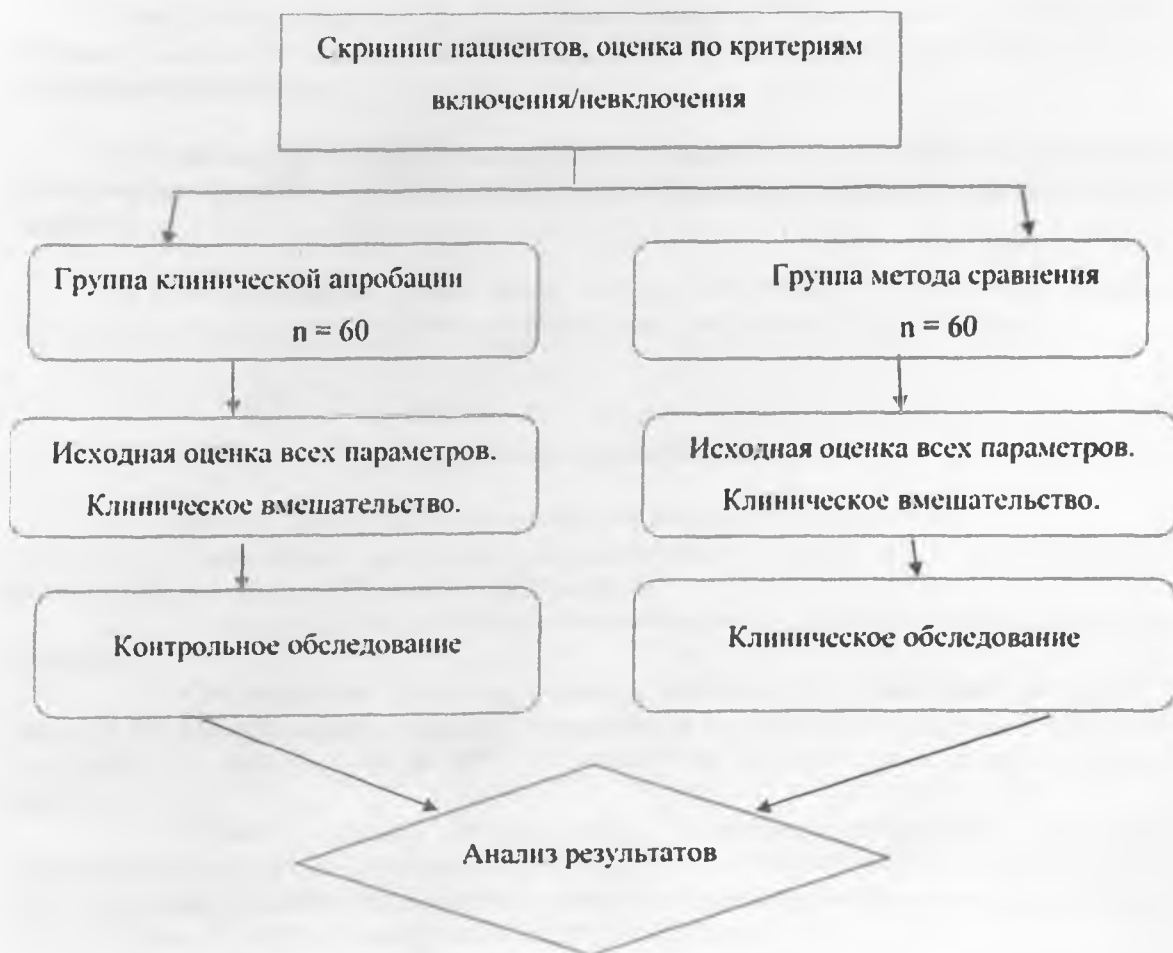 Скрининг пациентов, оценка по критериям
включения/невключения
Группа клинической апробации
n = 60
Группа метода сравнения
n = 60
Исходная оценка всех параметров.
Клиническое вмешательство.
Исходная оценка всех параметров.
Клиническое вмешательство.
Контрольное обследование
Клиническое обследование
Анализ результатов